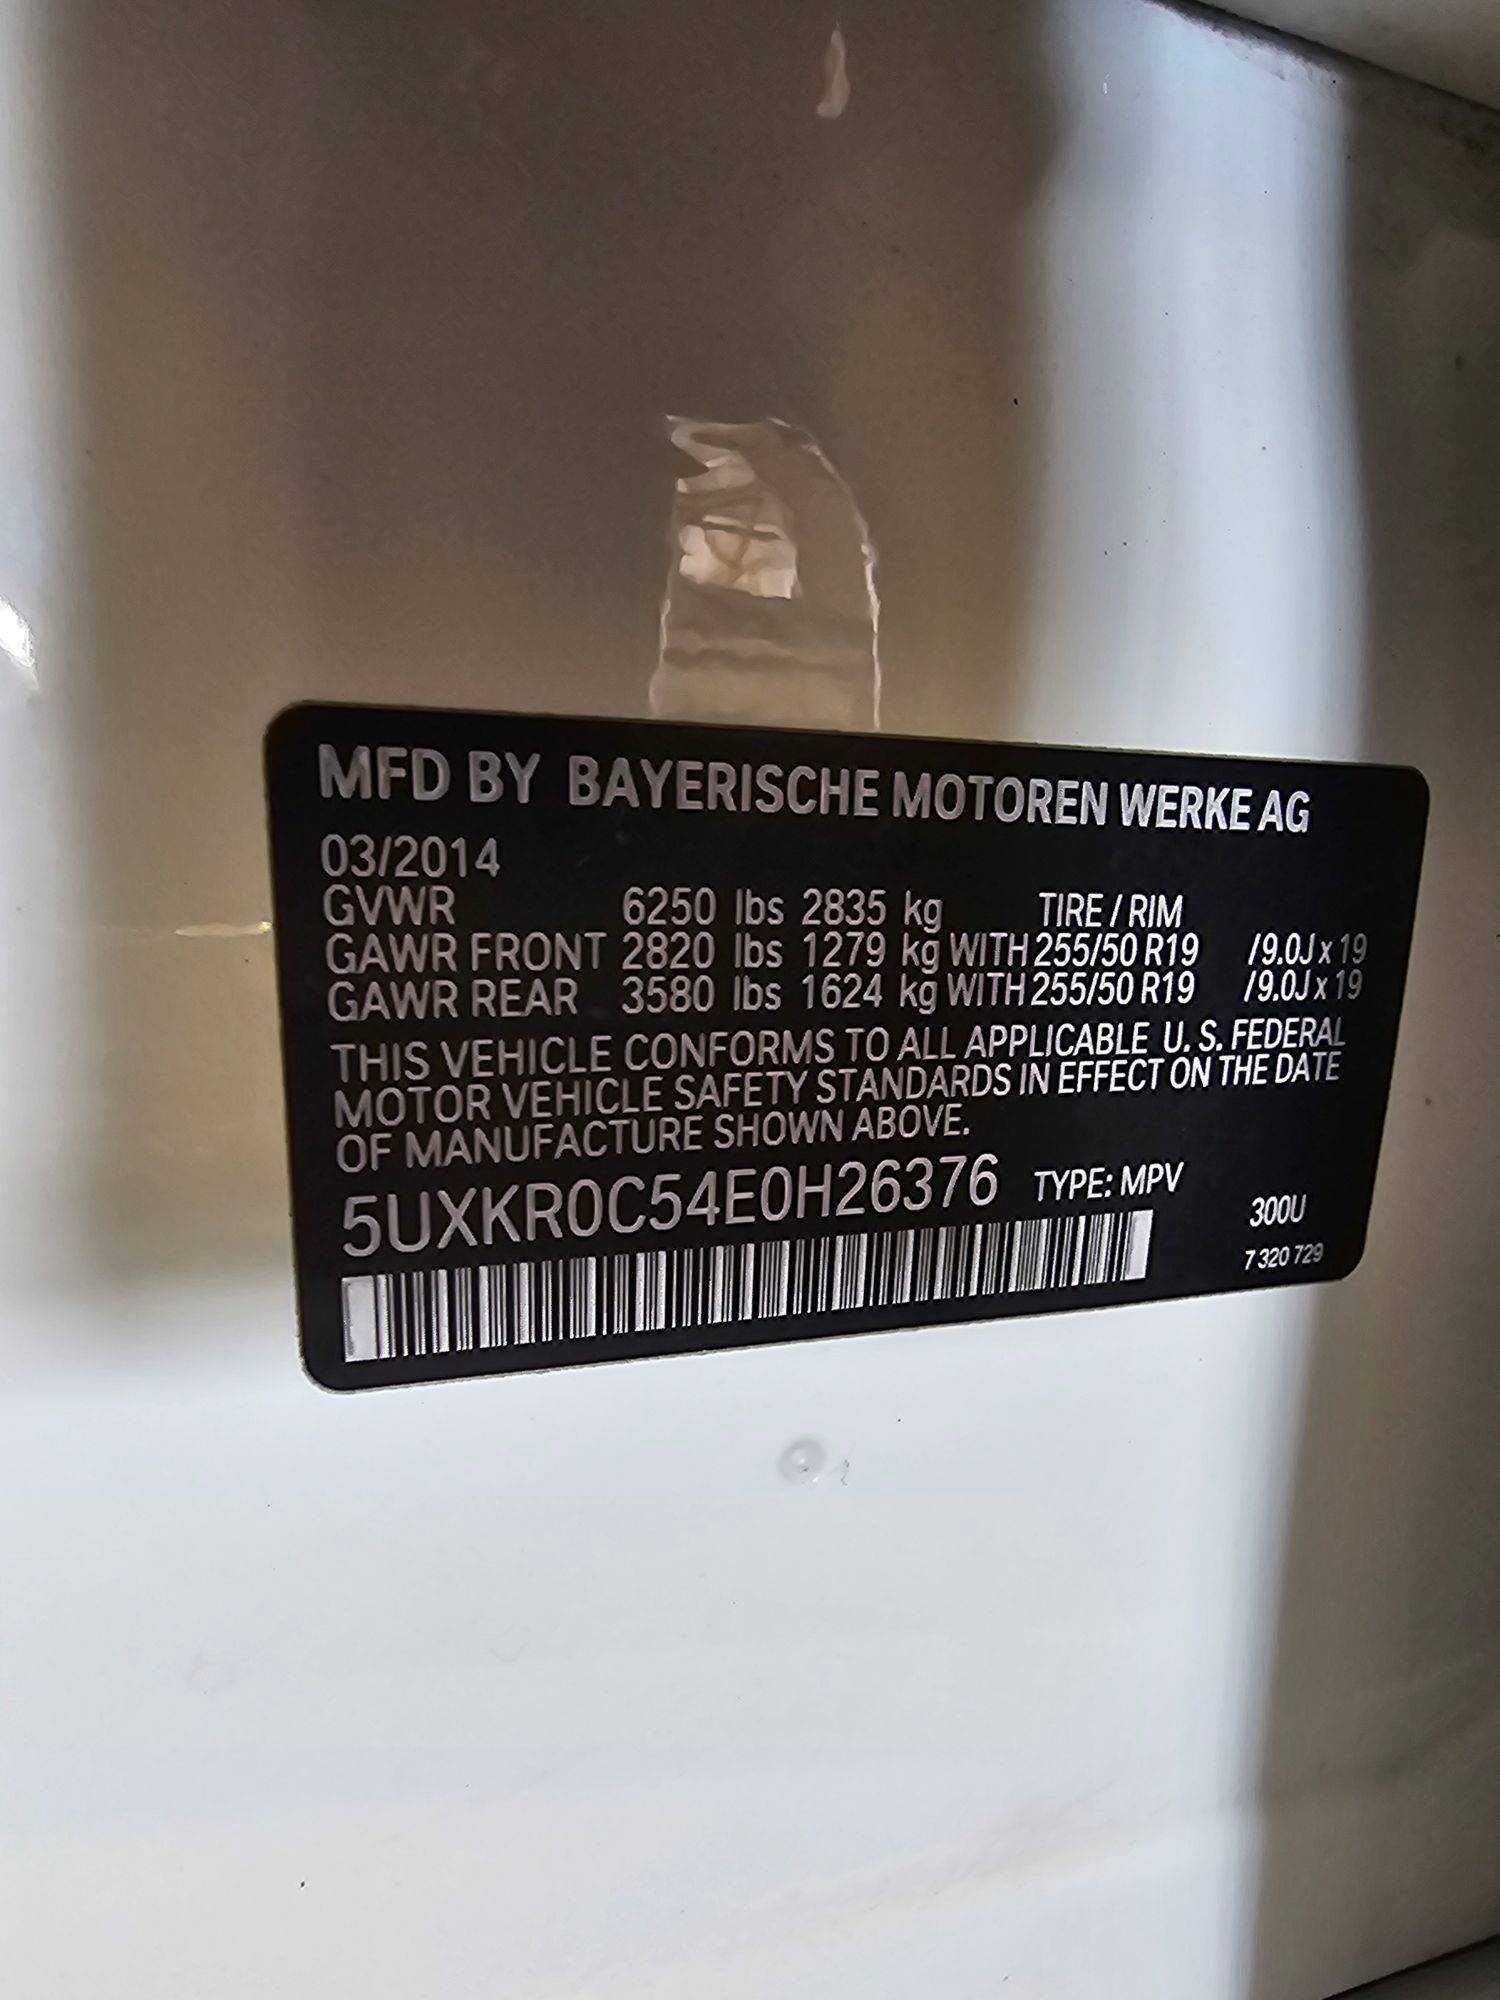 MFD BY BAYERISCHE MOTOREN WERKE AG
03/2014
GVWR 6250 lbs 2835 kg TIRE / RIM
GAWR FRONT 2820 lbs 1279 kg WITH 255/50 R19 /9.0J x 19
GAWR REAR 3580 lbs 1624 kg WITH 255/50 R19 /9.0J x 19
THIS VEHICLE CONFORMS TO ALL APPLICABLE U. S. FEDERAL
MOTOR VEHICLE SAFETY STANDARDS IN EFFECT ON THE DATE
OF MANUFACTURE SHOWN ABOVE.
5UXKR0C54E0H26376 TYPE: MPV
300U
7 320 729